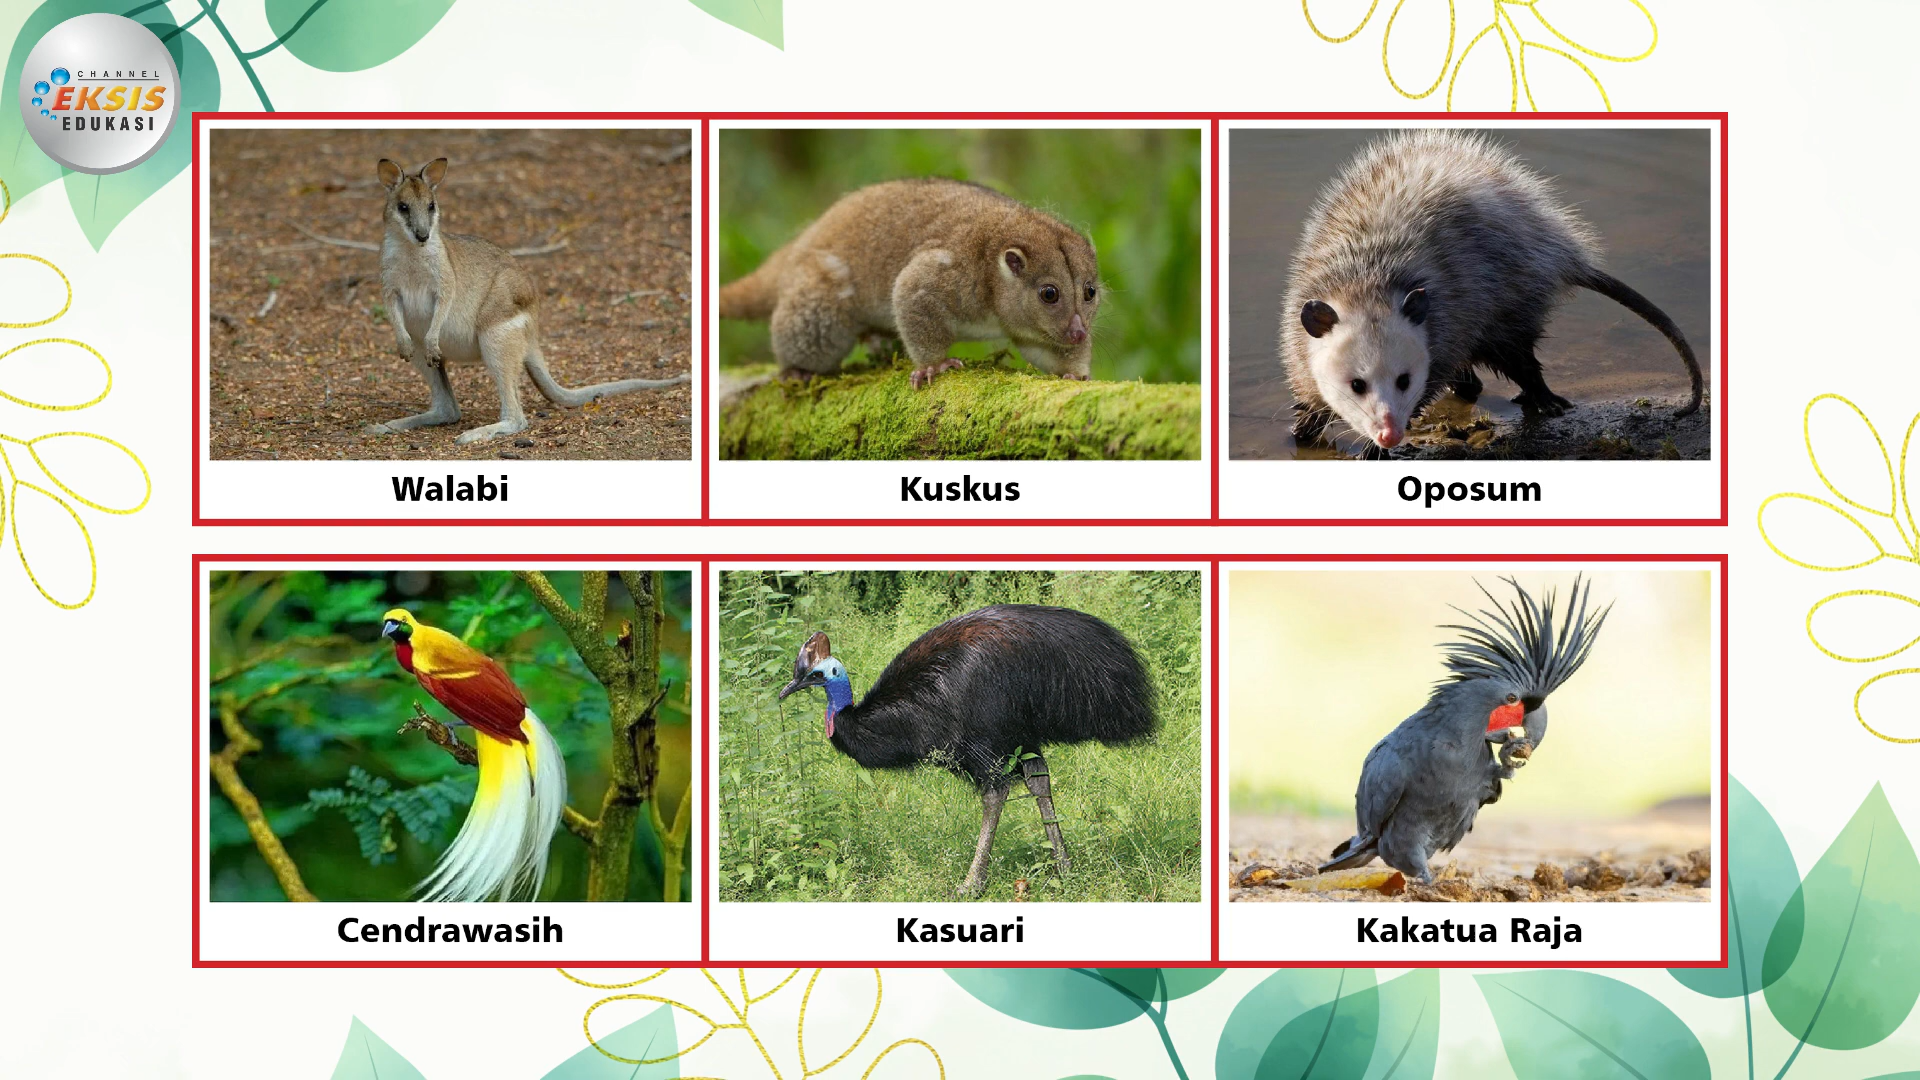 CHANNEL
EKSIS
EDUKASI
Walabi
Kuskus
Oposum
Cendrawasih
Kasuari
Kakatua Raja